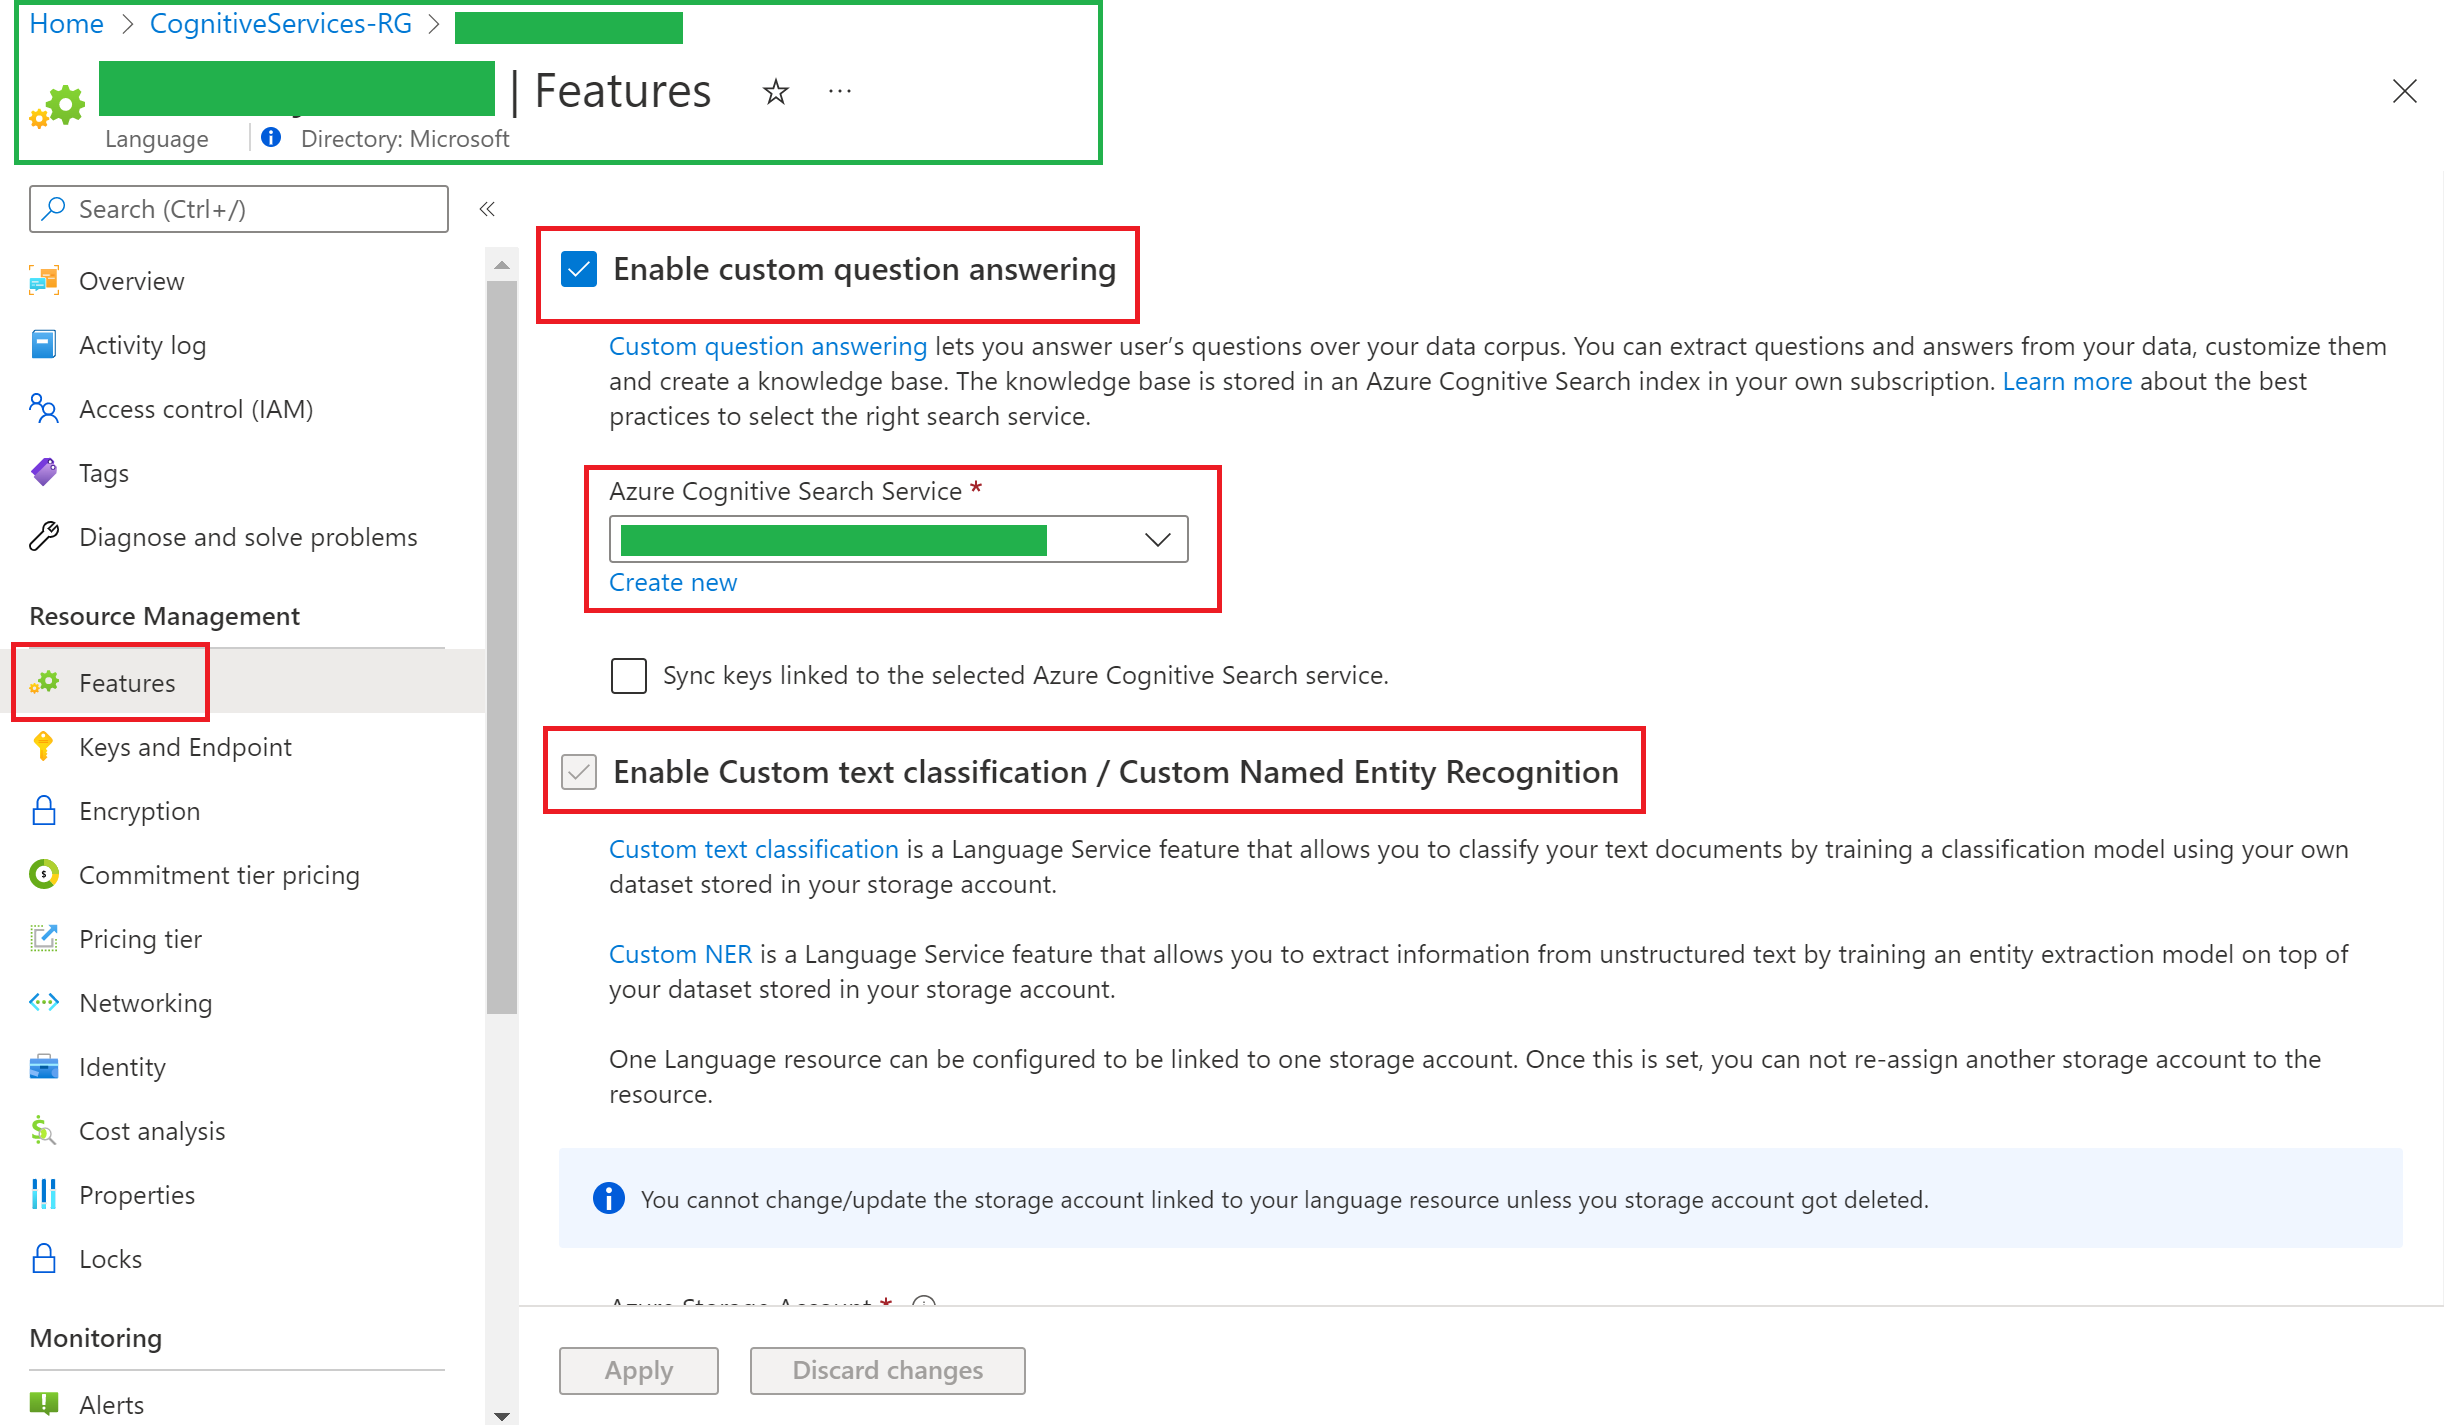 Home > CognitiveServices-RG >
| Features
Language | Directory: Microsoft
Search (Ctrl+/)
Overview
Activity log
Access control (IAM)
Tags
Diagnose and solve problems
Resource Management
Features
Keys and Endpoint
Encryption
Commitment tier pricing
Pricing tier
Networking
Identity
Cost analysis
Properties
Locks
Monitoring
Alerts
Enable custom question answering
Custom question answering lets you answer user’s questions over your data corpus. You can extract questions and answers from your data, customize them
and create a knowledge base. The knowledge base is stored in an Azure Cognitive Search index in your own subscription. Learn more about the best
practices to select the right search service.
Azure Cognitive Search Service *
Create new
Sync keys linked to the selected Azure Cognitive Search service.
Enable Custom text classification / Custom Named Entity Recognition
Custom text classification is a Language Service feature that allows you to classify your text documents by training a classification model using your own
dataset stored in your storage account.
Custom NER is a Language Service feature that allows you to extract information from unstructured text by training an entity extraction model on top of
your dataset stored in your storage account.
One Language resource can be configured to be linked to one storage account. Once this is set, you can not re-assign another storage account to the
resource.
You cannot change/update the storage account linked to your language resource unless you storage account got deleted.
Azure Storage Account *
Apply
Discard changes